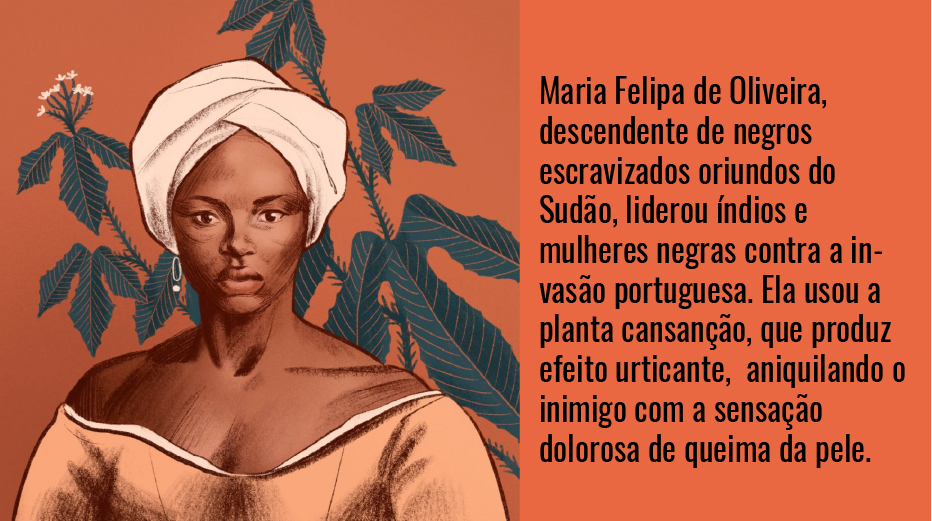 Maria Felipa de Oliveira,
descendente de negros
escravizados oriundos do
Sudão, liderou índios e
mulheres negras contra a in-
vasão portuguesa. Ela usou a
planta cansanção, que produz
efeito urticante,  aniquilando o
inimigo com a sensação
dolorosa de queima da pele.